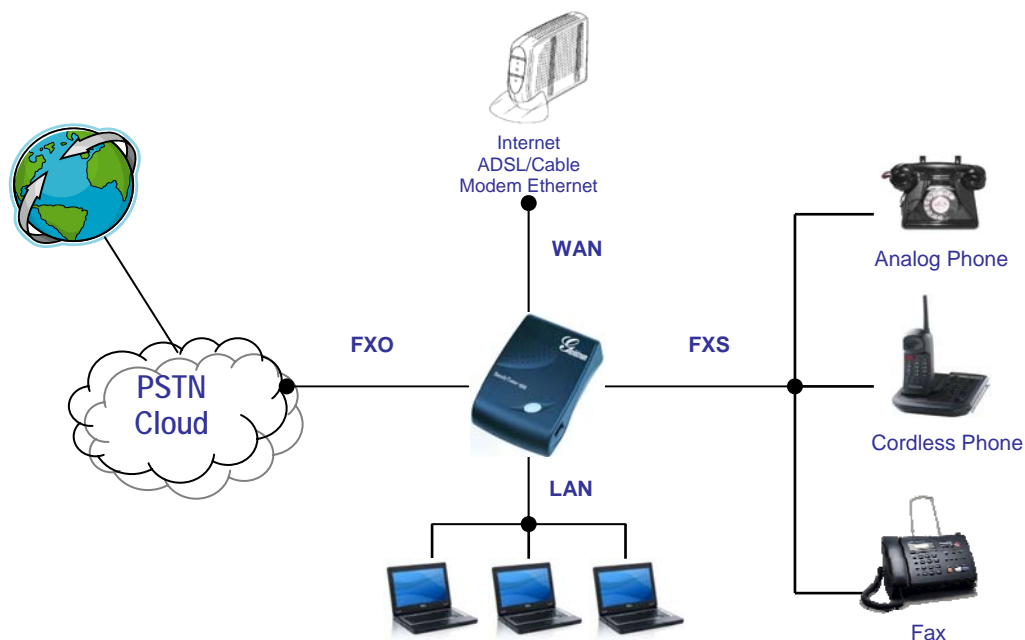 Internet
ADSL/Cable
Modem Ethernet
WAN
Analog Phone
FXO
FXS
PSTN
Cloud
Cordless Phone
LAN
Fax